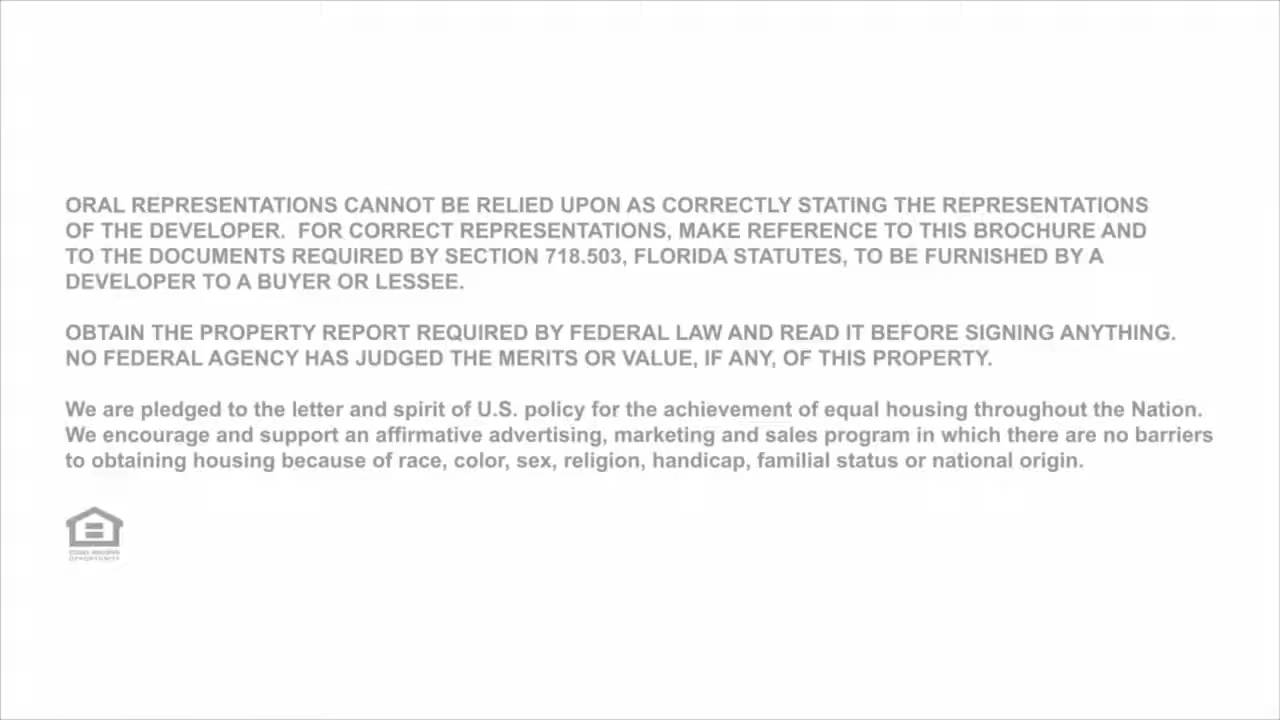 ORAL REPRESENTATIONS CANNOT BE RELIED UPON AS CORRECTLY STATING THE REPRESENTATIONS
OF THE DEVELOPER.  FOR CORRECT REPRESENTATIONS, MAKE REFERENCE TO THIS BROCHURE AND
TO THE DOCUMENTS REQUIRED BY SECTION 718.503, FLORIDA STATUTES, TO BE FURNISHED BY A
DEVELOPER TO A BUYER OR LESSEE.
OBTAIN THE PROPERTY REPORT REQUIRED BY FEDERAL LAW AND READ IT BEFORE SIGNING ANYTHING.
NO FEDERAL AGENCY HAS JUDGED THE MERITS OR VALUE, IF ANY, OF THIS PROPERTY.
We are pledged to the letter and spirit of U.S. policy for the achievement of equal housing throughout the Nation.
We encourage and support an affirmative advertising, marketing and sales program in which there are no barriers
to obtaining housing because of race, color, sex, religion, handicap, familial status or national origin.
EQUAL HOUSING
OPPORTUNITY